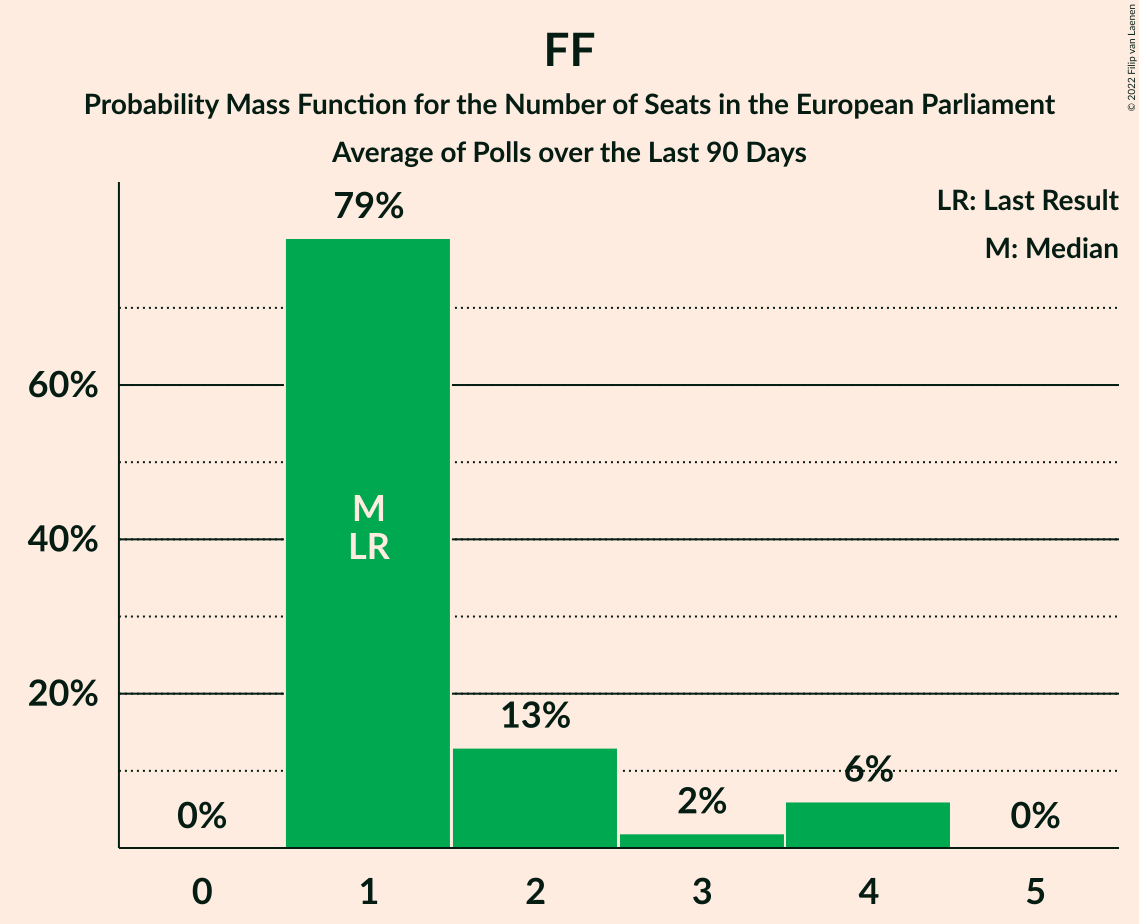 FF
Probability Mass Function for the Number of Seats in the European Parliament
Average of Polls over the Last 90 Days
© 2022 Filip van Laenen
LR: Last Result
M: Median
79%
60%
M
LR
40%
20%
13%
6%
2%
0%
0%
0 1 2 3 4 5